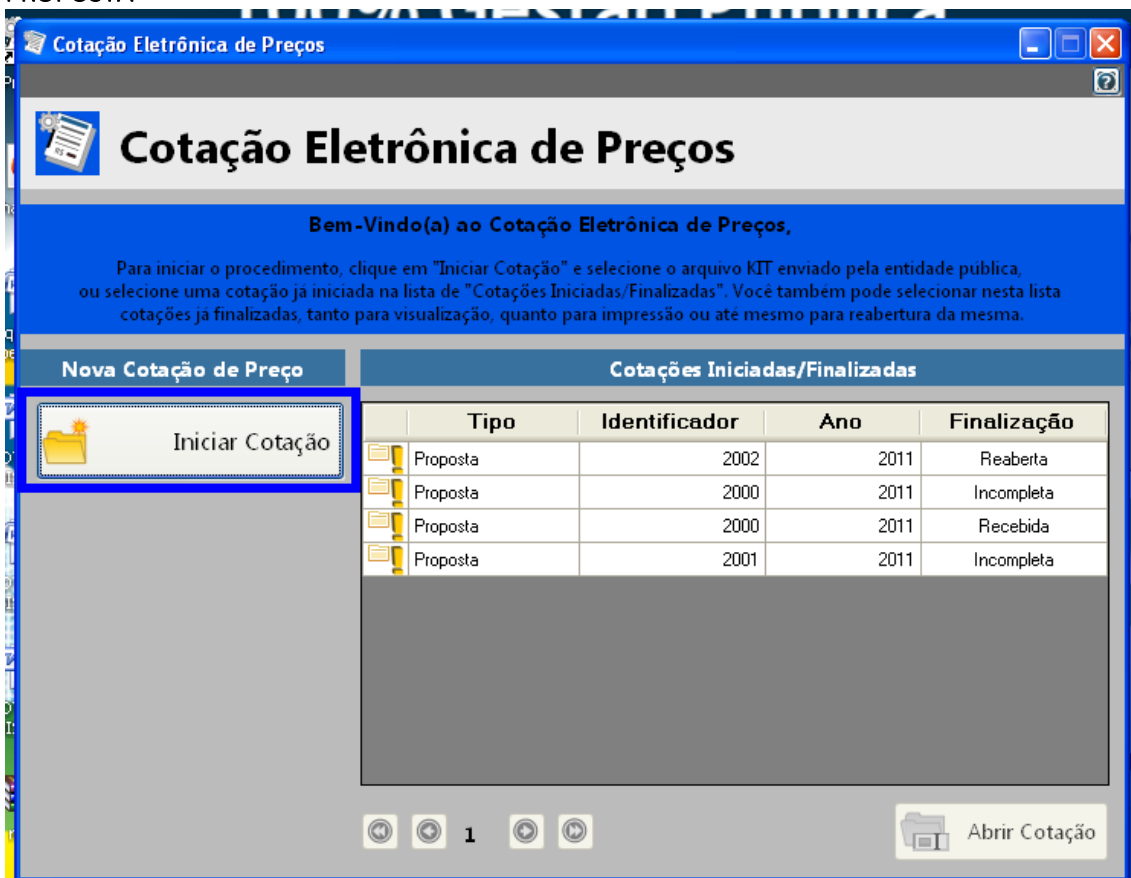 Cotação Eletrônica de Preços
Cotação Eletrônica de Preços
Bem-Vindo(a) ao Cotação Eletrônica de Preços,
Para iniciar o procedimento, clique em "Iniciar Cotação" e selecione o arquivo KIT enviado pela entidade pública,
ou selecione uma cotação já iniciada na lista de "Cotações Iniciadas/Finalizadas". Você também pode selecionar nesta lista
cotações já finalizadas, tanto para visualização, quanto para impressão ou até mesmo para reabertura da mesma.
Nova Cotação de Preço
Cotações Iniciadas/Finalizadas
Iniciar Cotação
Tipo Identificador Ano Finalização
Proposta 2002 2011 Reaberta
Proposta 2000 2011 Incompleta
Proposta 2000 2011 Recebida
Proposta 2001 2011 Incompleta
1
Abrir Cotação